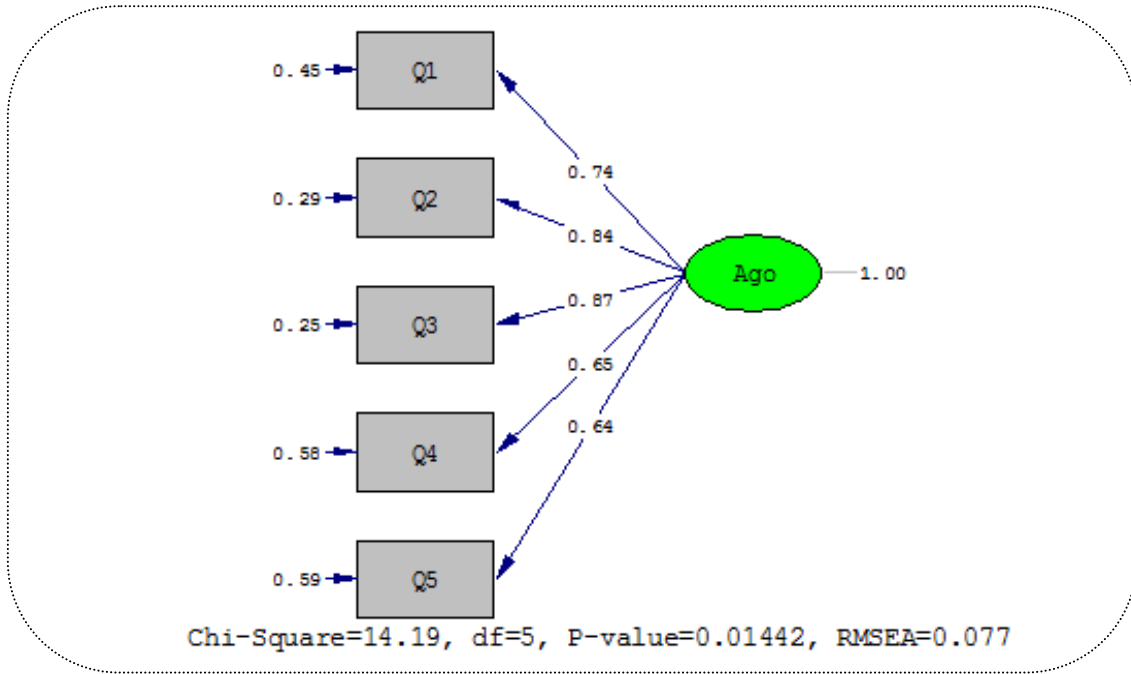 0.45 Q1
0.74
0.29 Q2
0.84
Ago 1.00
0.87
0.25 Q3
0.65
0.64
0.58 Q4
0.59 Q5
Chi-Square=14.19, df=5, P-value=0.01442, RMSEA=0.077